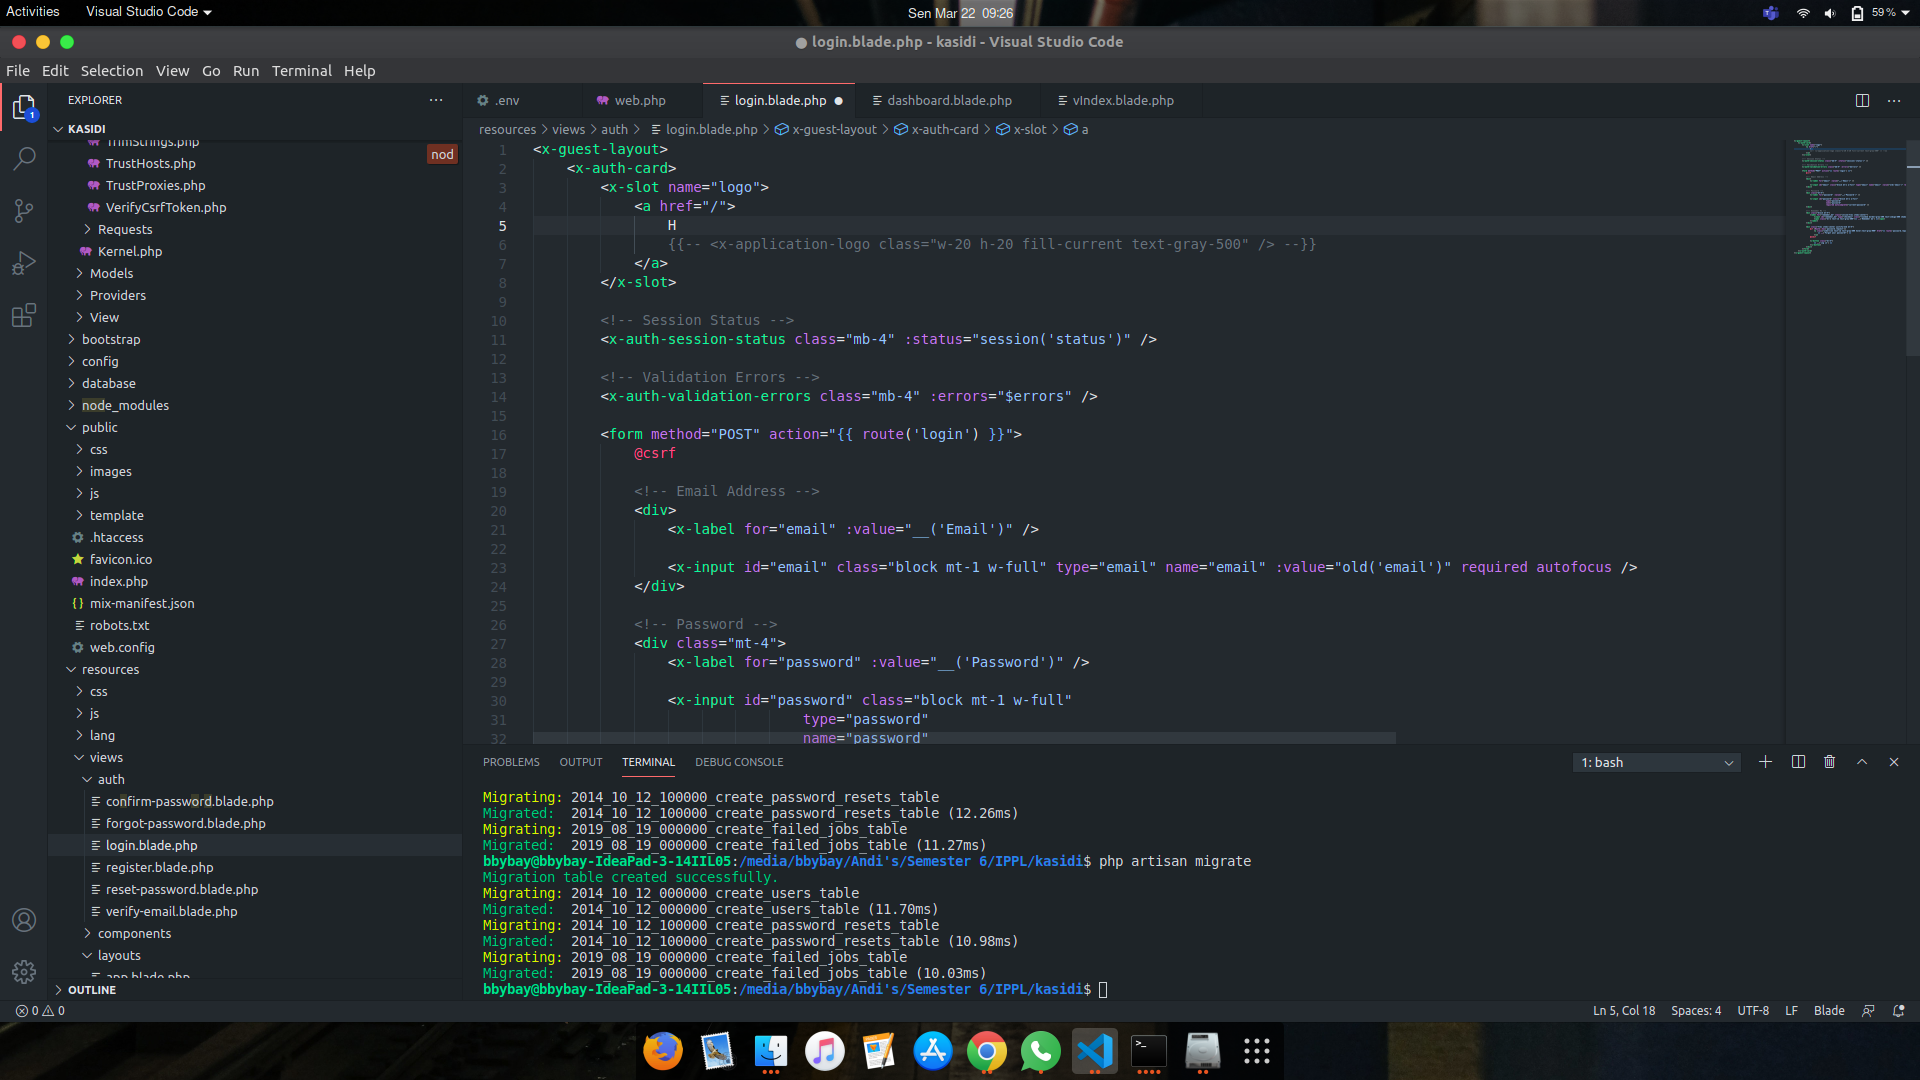 Activities
Visual Studio Code
Sen Mar 22 09:26
59 %
login.blade.php - kasidi - Visual Studio Code
File Edit Selection View Go Run Terminal Help
EXPLORER
1
KASIDI
nod
TrimStrings.php
TrustHosts.php
TrustProxies.php
VerifyCsrfToken.php
Requests
Kernel.php
Models
Providers
View
bootstrap
config
database
node_modules
public
css
images
js
template
.htaccess
favicon.ico
index.php
mix-manifest.json
robots.txt
web.config
resources
css
js
lang
views
auth
confirm-password.blade.php
forgot-password.blade.php
login.blade.php
register.blade.php
reset-password.blade.php
verify-email.blade.php
components
layouts
app.blade.php
OUTLINE
.env web.php login.blade.php dashboard.blade.php vIndex.blade.php
resources > views > auth > login.blade.php > x-guest-layout > x-auth-card > x-slot > a
1 <x-guest-layout>
2 <x-auth-card>
3 <x-slot name="logo">
4 <a href="/">
5 H
6 {{-- <x-application-logo class="w-20 h-20 fill-current text-gray-500" /> --}}
7 </a>
8 </x-slot>
9
10 <!-- Session Status -->
11 <x-auth-session-status class="mb-4" :status="session('status')" />
12
13 <!-- Validation Errors -->
14 <x-auth-validation-errors class="mb-4" :errors="$errors" />
15
16 <form method="POST" action="{{ route('login') }}">
17 @csrf
18
19 <!-- Email Address -->
20 <div>
21 <x-label for="email" :value="__('Email')" />
22
23 <x-input id="email" class="block mt-1 w-full" type="email" name="email" :value="old('email')" required autofocus />
24 </div>
25
26 <!-- Password -->
27 <div class="mt-4">
28 <x-label for="password" :value="__('Password')" />
29
30 <x-input id="password" class="block mt-1 w-full"
31 type="password"
32 name="password"
PROBLEMS OUTPUT TERMINAL DEBUG CONSOLE
1: bash
Migrating: 2014_10_12_100000_create_password_resets_table
Migrated: 2014_10_12_100000_create_password_resets_table (12.26ms)
Migrating: 2019_08_19_000000_create_failed_jobs_table
Migrated: 2019_08_19_000000_create_failed_jobs_table (11.27ms)
bbybay@bbybay-IdeaPad-3-14IIL05:/media/bbybay/Andi's/Semester 6/IPPL/kasidi$ php artisan migrate
Migration table created successfully.
Migrating: 2014_10_12_000000_create_users_table
Migrated: 2014_10_12_000000_create_users_table (11.70ms)
Migrating: 2014_10_12_100000_create_password_resets_table
Migrated: 2014_10_12_100000_create_password_resets_table (10.98ms)
Migrating: 2019_08_19_000000_create_failed_jobs_table
Migrated: 2019_08_19_000000_create_failed_jobs_table (10.03ms)
bbybay@bbybay-IdeaPad-3-14IIL05:/media/bbybay/Andi's/Semester 6/IPPL/kasidi$
0 0
Ln 5, Col 18 Spaces: 4 UTF-8 LF Blade